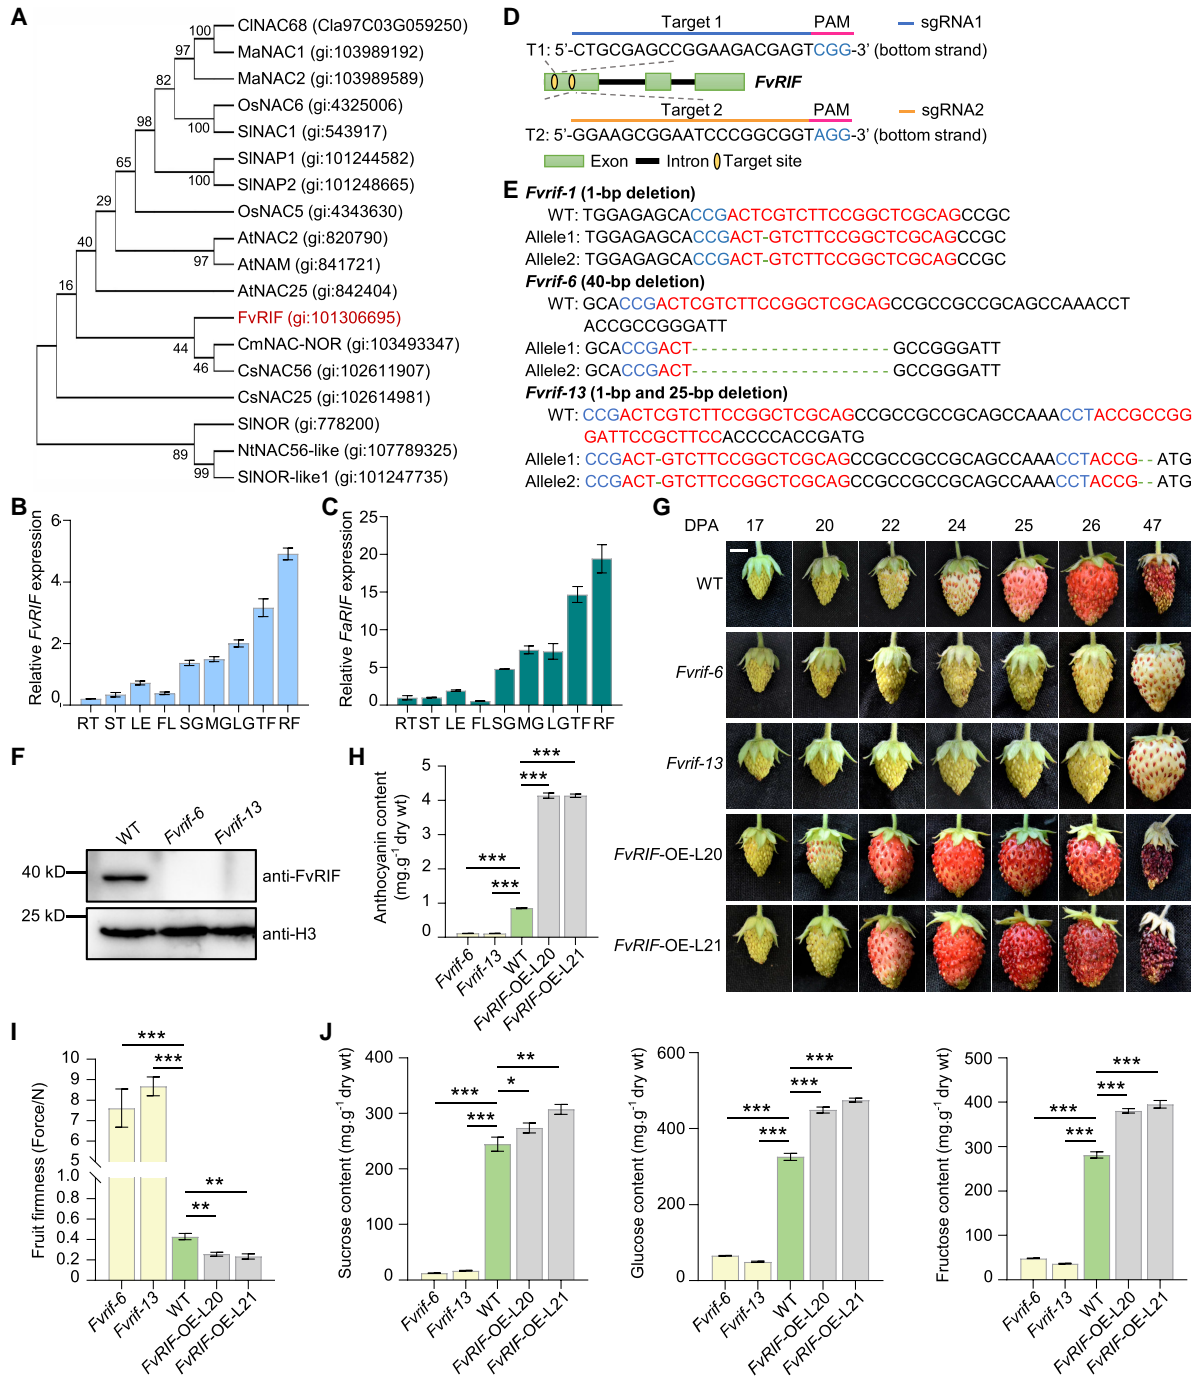 A
ClNAC68 (Cla97C03G059250)
MaNAC1 (gi:103989192)
MaNAC2 (gi:103989589)
OsNAC6 (gi:4325006)
SlNAC1 (gi:543917)
SlNAP1 (gi:101244582)
SlNAP2 (gi:101248665)
OsNAC5 (gi:4343630)
AtNAC2 (gi:820790)
AtNAM (gi:841721)
AtNAC25 (gi:842404)
FvRIF (gi:101306695)
CmNAC-NOR (gi:103493347)
CsNAC56 (gi:102611907)
CsNAC25 (gi:102614981)
SlNOR (gi:778200)
NtNAC56-like (gi:107789325)
SlNOR-like1 (gi:101247735)
100
97
82
100
98
100
65
29
97
40
16
44
46
89
99
D
Target 1 PAM sgRNA1
T1: 5’-CTGCGAGCCGGAAGACGAGTCGG-3’ (bottom strand)
FvRIF
Target 2 PAM sgRNA2
T2: 5’-GGAAGCGGAATCCCGGCGGTAGG-3’ (bottom strand)
Exon Intron Target site
E
Fvrif-1 (1-bp deletion)
WT: TGGAGAGCACCGACTCGTCTTCCGGCTCGCAGCCGC
Allele1: TGGAGAGCACCGACT-GTCTTCCGGCTCGCAGCCGC
Allele2: TGGAGAGCACCGACT-GTCTTCCGGCTCGCAGCCGC
Fvrif-6 (40-bp deletion)
WT: GCACCGACTCGTCTTCCGGCTCGCAGCCGCCGCCGCAGCCAAACCT
ACCGCCGGGATT
Allele1: GCACCGACT--------------------GCCGGGATT
Allele2: GCACCGACT--------------------GCCGGGATT
Fvrif-13 (1-bp and 25-bp deletion)
WT: CCGACTCGTCTTCCGGCTCGCAGCCGCCGCCGCAGCCAAACCTACCGCCGG
GATTCCGCTTCCACCCCACCGATG
Allele1: CCGACT-GTCTTCCGGCTCGCAGCCGCCGCCGCAGCCAAACCTACCG-- ATG
Allele2: CCGACT-GTCTTCCGGCTCGCAGCCGCCGCCGCAGCCAAACCTACCG-- ATG
B
Relative FvRIF expression
6
4
2
0
RT ST LE FL SG MG LG TF RF
C
Relative FaRIF expression
25
20
15
10
5
0
RT ST LE FL SG MG LG TF RF
G
DPA 17 20 22 24 25 26 47
WT
Fvrif-6
Fvrif-13
FvRIF-OE-L20
FvRIF-OE-L21
F
WT Fvrif-6 Fvrif-13
40 kD anti-FvRIF
25 kD anti-H3
H
Anthocyanin content
(mg.g-1 dry wt)
5
4
3
2
1
0
***
***
***
***
Fvrif-6 Fvrif-13 WT FvRIF-OE-L20 FvRIF-OE-L21
I
Fruit firmness (Force/N)
10
9
8
7
6
5
1.0
0.8
0.6
0.4
0.2
0
***
***
**
**
Fvrif-6 Fvrif-13 WT FvRIF-OE-L20 FvRIF-OE-L21
J
Sucrose content (mg.g-1 dry wt)
400
300
200
100
0
**
*
***
***
Fvrif-6 Fvrif-13 WT FvRIF-OE-L20 FvRIF-OE-L21
Glucose content (mg.g-1 dry wt)
600
400
200
0
***
***
***
***
Fvrif-6 Fvrif-13 WT FvRIF-OE-L20 FvRIF-OE-L21
Fructose content (mg.g-1 dry wt)
500
400
300
200
100
0
***
***
***
***
Fvrif-6 Fvrif-13 WT FvRIF-OE-L20 FvRIF-OE-L21